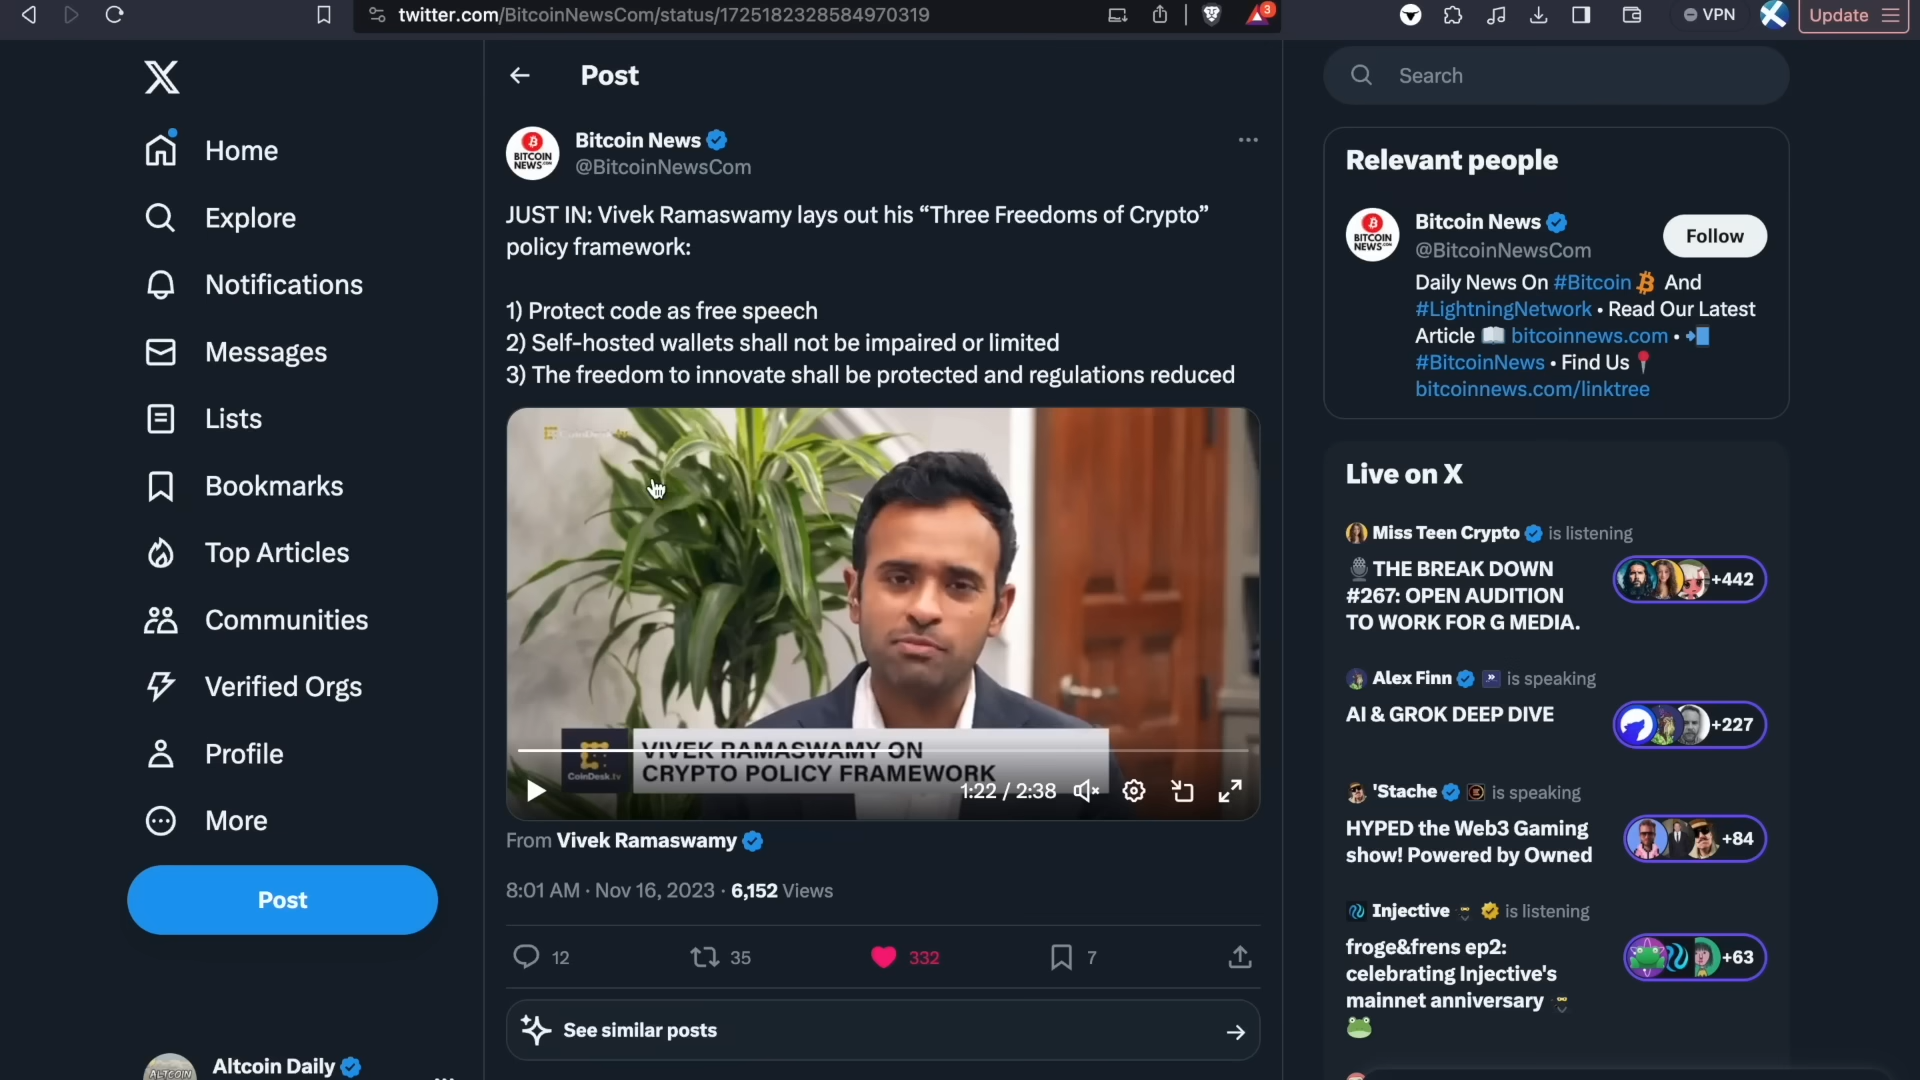 twitter.com/BitcoinNewsCom/status/1725182328584970319
3
VPN
Update
Home
Explore
Notifications
Messages
Lists
Bookmarks
Top Articles
Communities
Verified Orgs
Profile
More
Post
Altcoin Daily
ALTCOIN
Post
BITCOIN
NEWS
Bitcoin News
@BitcoinNewsCom
JUST IN: Vivek Ramaswamy lays out his “Three Freedoms of Crypto”
policy framework:
1) Protect code as free speech
2) Self-hosted wallets shall not be impaired or limited
3) The freedom to innovate shall be protected and regulations reduced
CoinDesk.tv
VIVEK RAMASWAMY ON
CRYPTO POLICY FRAMEWORK
1:22 / 2:38
From Vivek Ramaswamy
8:01 AM · Nov 16, 2023 · 6,152 Views
12
35
332
7
See similar posts
Search
Relevant people
BITCOIN
NEWS
Bitcoin News
@BitcoinNewsCom
Follow
Daily News On #Bitcoin And
#LightningNetwork • Read Our Latest
Article bitcoinnews.com •
#BitcoinNews • Find Us
bitcoinnews.com/linktree
Live on X
Miss Teen Crypto is listening
THE BREAK DOWN
#267: OPEN AUDITION
TO WORK FOR G MEDIA.
+442
Alex Finn is speaking
AI & GROK DEEP DIVE
+227
'Stache is speaking
HYPED the Web3 Gaming
show! Powered by Owned
+84
Injective is listening
froge&frens ep2:
celebrating Injective's
mainnet anniversary
+63